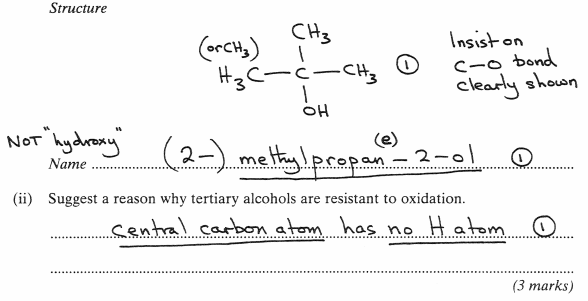 Structure
CH3
(or CH3)
H3C—C—CH3 ①
OH
Insist on
C—O bond
clearly shown
NOT "hydroxy"
Name (2-) methylpropan(e)-2-ol ①
(ii) Suggest a reason why tertiary alcohols are resistant to oxidation.
central carbon atom has no H atom ①
(3 marks)